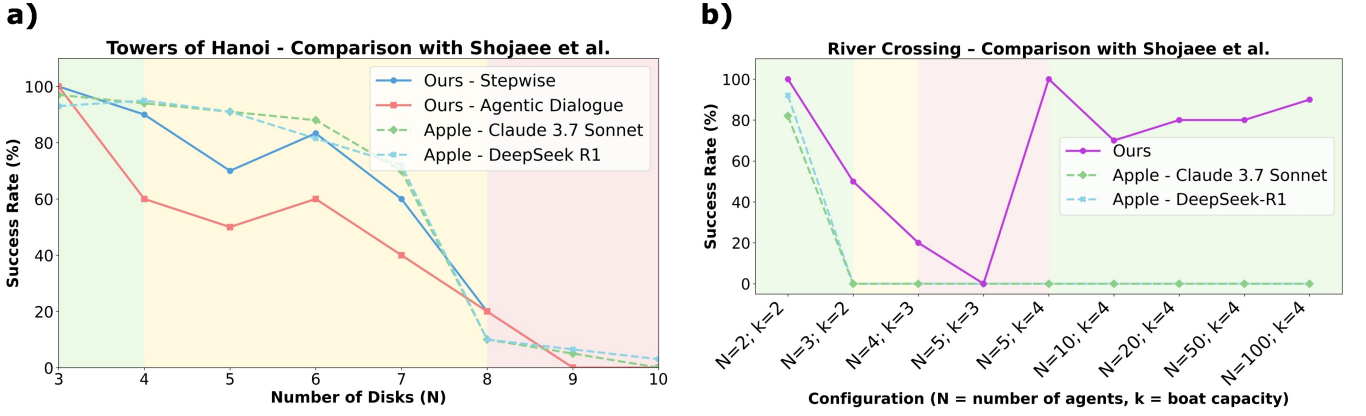 a)
Towers of Hanoi - Comparison with Shojaee et al.
Success Rate (%)
100
80
60
40
20
0
Ours - Stepwise
Ours - Agentic Dialogue
Apple - Claude 3.7 Sonnet
Apple - DeepSeek R1
3 4 5 6 7 8 9 10
Number of Disks (N)
b)
River Crossing – Comparison with Shojaee et al.
Success Rate (%)
100
80
60
40
20
0
Ours
Apple - Claude 3.7 Sonnet
Apple - DeepSeek-R1
N=2; k=2
N=3; k=2
N=4; k=3
N=5; k=3
N=5; k=4
N=10; k=4
N=20; k=4
N=50; k=4
N=100; k=4
Configuration (N = number of agents, k = boat capacity)